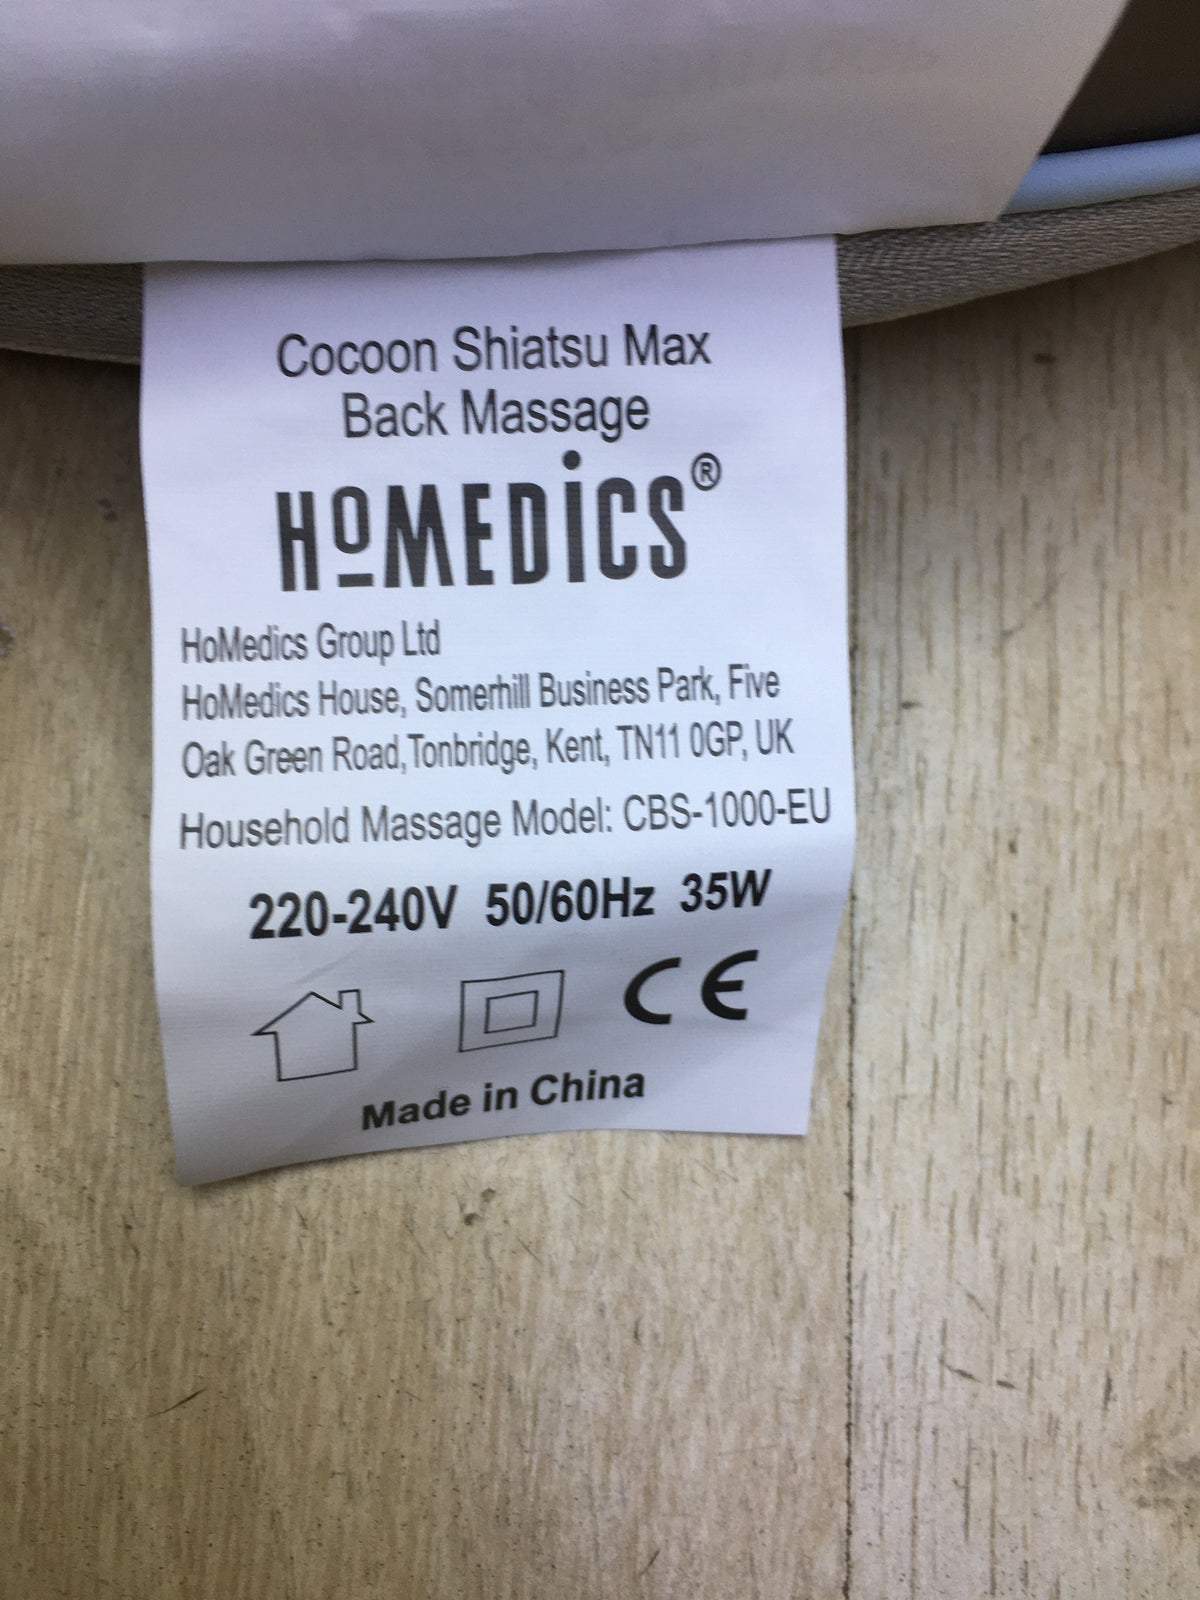 Cocoon Shiatsu Max
Back Massage
HoMEDiCS®
HoMedics Group Ltd
HoMedics House, Somerhill Business Park, Five
Oak Green Road, Tonbridge, Kent, TN11 0GP, UK
Household Massage Model: CBS-1000-EU
220-240V 50/60Hz 35W
CE
Made in China